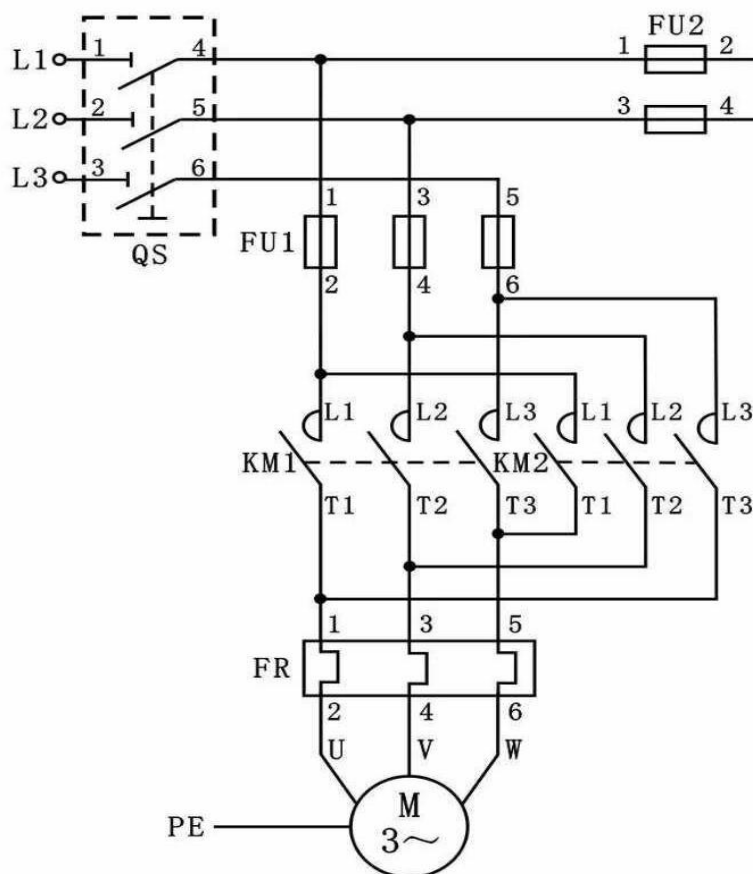 FU2
L1 1 4 1 2
L2 2 5 3 4
L3 3 6
QS
1 3 5
FU1
2 4 6
L1 L2 L3 L1 L2 L3
KM1 KM2
T1 T2 T3 T1 T2 T3
1 3 5
FR
2 4 6
U V W
M
PE
3～